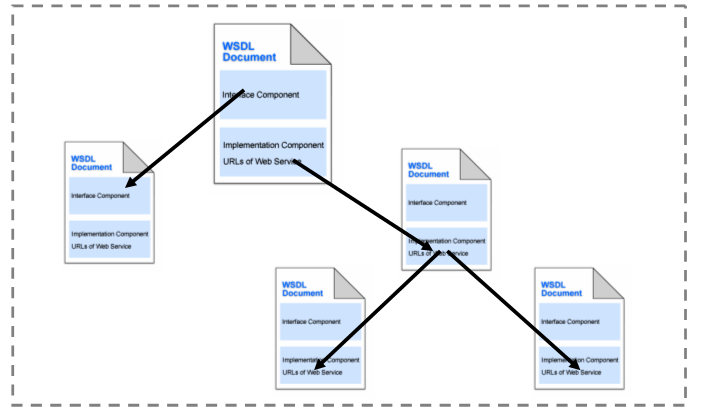 WSDL
Document
Interface Component
Implementation Component
URLs of Web Service
WSDL
Document
Interface Component
Implementation Component
URLs of Web Service
WSDL
Document
Interface Component
Implementation Component
URLs of Web Service
WSDL
Document
Interface Component
Implementation Component
URLs of Web Service
WSDL
Document
Interface Component
Implementation Component
URLs of Web Service